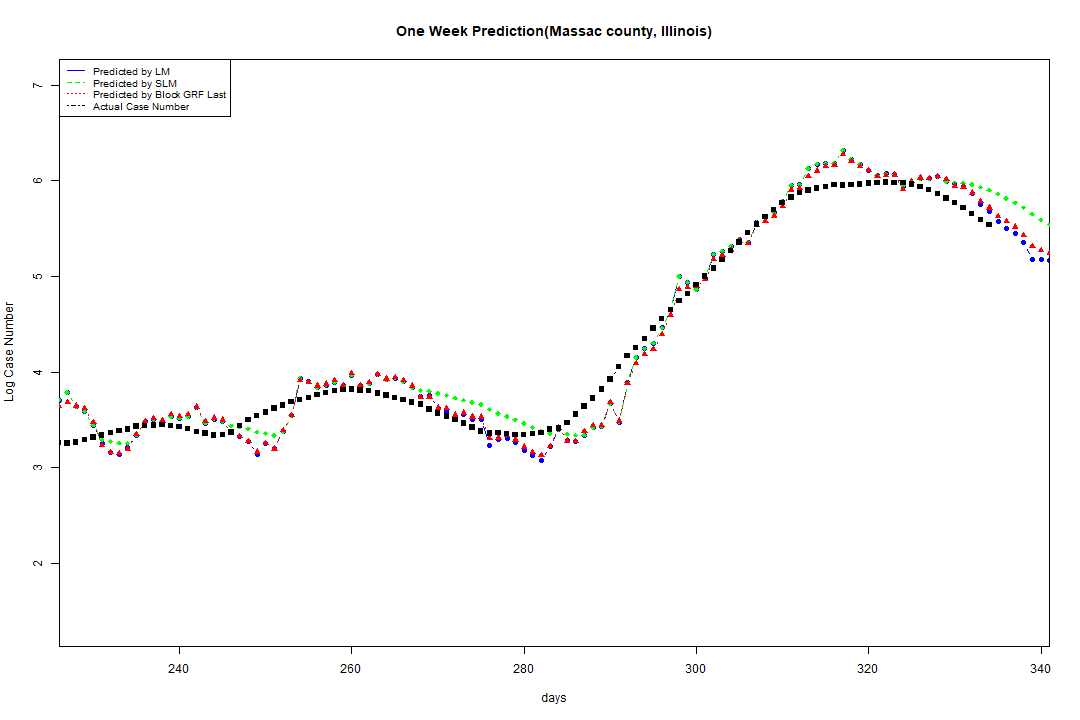 One Week Prediction(Massac county, Illinois)
Predicted by LM
Predicted by SLM
Predicted by Block GRF Last
Actual Case Number
7
6
5
4
3
2
Log Case Number
240 260 280 300 320 340
days